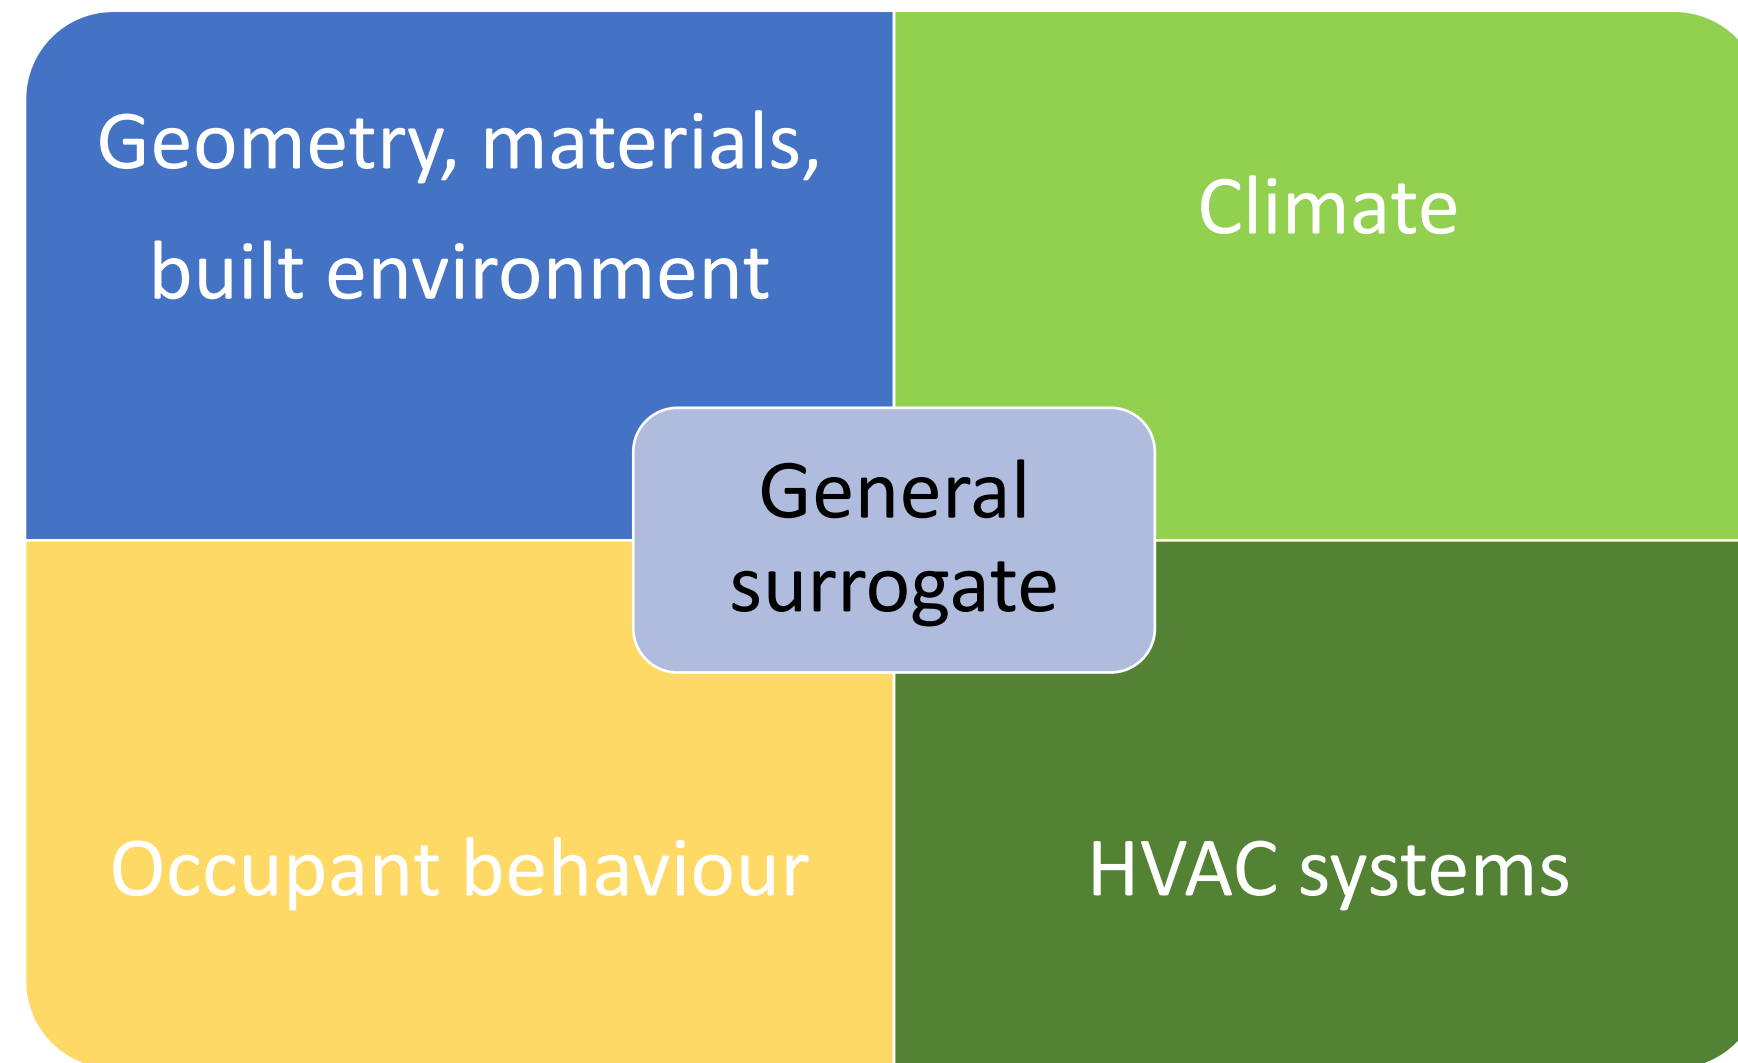 Geometry, materials,
built environment
Climate
General
surrogate
Occupant behaviour
HVAC systems